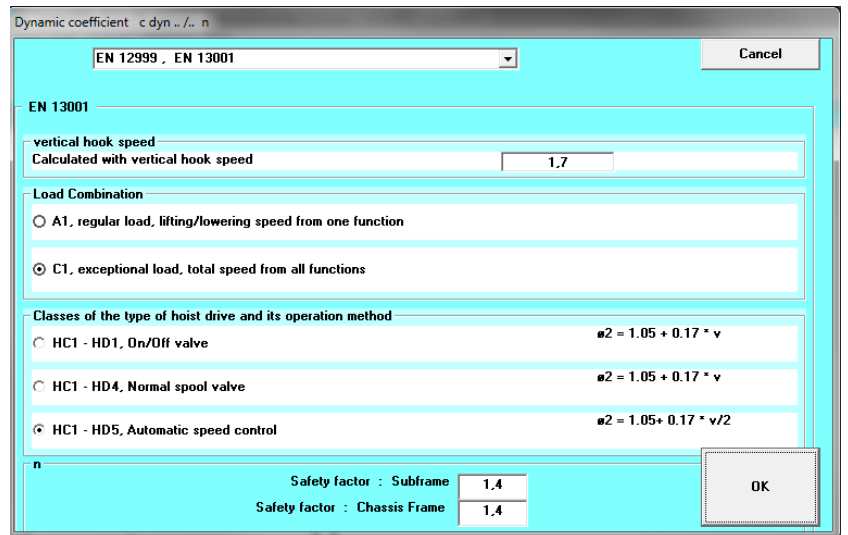 Dynamic coefficient c dyn ../.. n
EN 12999 , EN 13001
Cancel
EN 13001
vertical hook speed
Calculated with vertical hook speed 1,7
Load Combination
A1, regular load, lifting/lowering speed from one function
C1, exceptional load, total speed from all functions
Classes of the type of hoist drive and its operation method
HC1 - HD1, On/Off valve ø2 = 1.05 + 0.17 * v
HC1 - HD4, Normal spool valve ø2 = 1.05 + 0.17 * v
HC1 - HD5, Automatic speed control ø2 = 1.05+ 0.17 * v/2
n
Safety factor : Subframe 1,4
Safety factor : Chassis Frame 1,4
OK